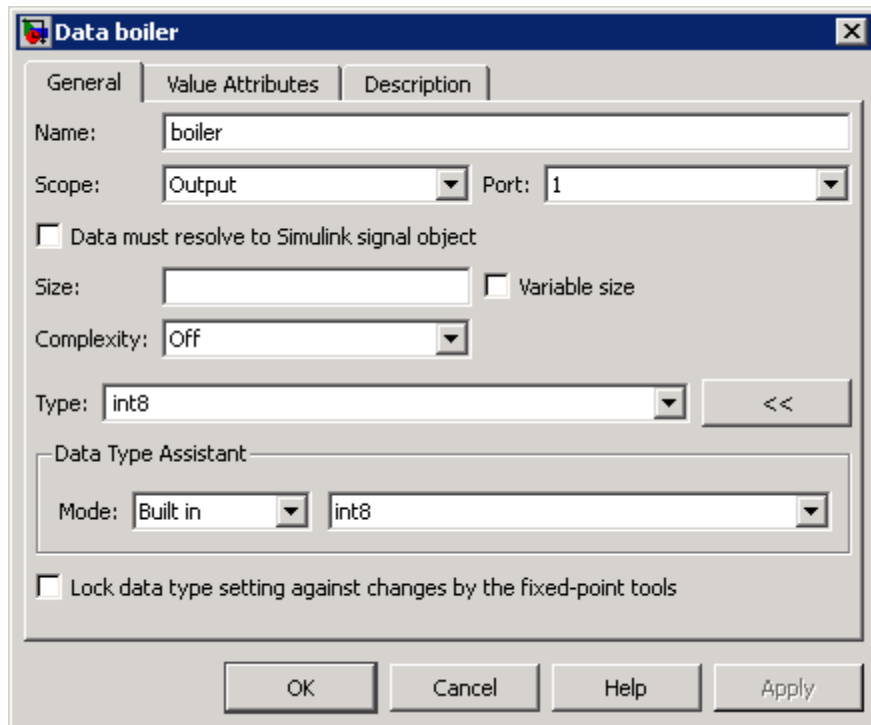 Data boiler
General Value Attributes Description
Name: boiler
Scope: Output Port: 1
Data must resolve to Simulink signal object
Size: Variable size
Complexity: Off
Type: int8 <<
Data Type Assistant
Mode: Built in int8
Lock data type setting against changes by the fixed-point tools
OK Cancel Help Apply